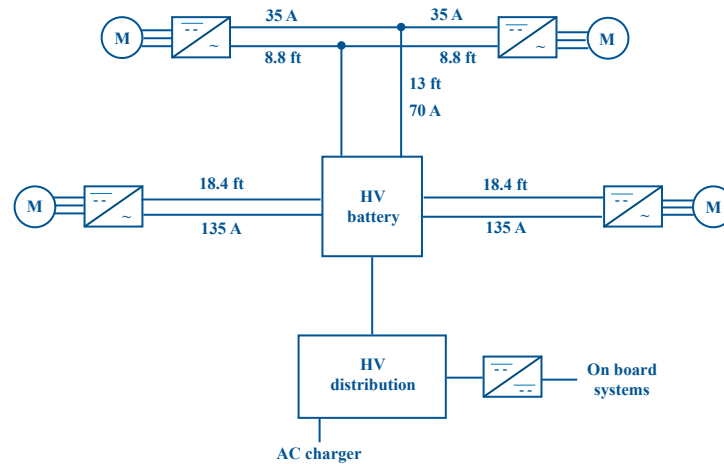 35 A
35 A
M
~
~
M
8.8 ft
8.8 ft
13 ft
70 A
18.4 ft
HV
battery
18.4 ft
M
~
~
M
135 A
135 A
HV
distribution
On board
systems
AC charger